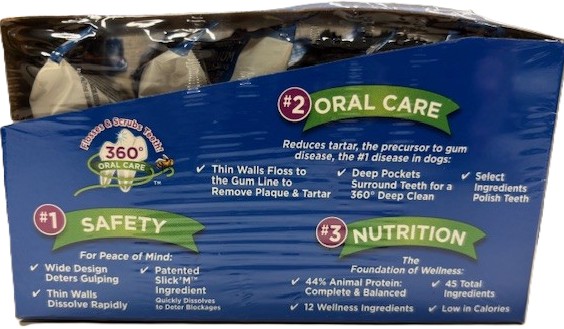 #2 ORAL CARE
Reduces tartar, the precursor to gum
disease, the #1 disease in dogs:
✔ Thin Walls Floss to
the Gum Line to
Remove Plaque & Tartar
✔ Deep Pockets
Surround Teeth for a
360° Deep Clean
✔ Select
Ingredients
Polish Teeth
Flosses & Scrubs Teeth!
360°
ORAL CARE
TM
#1 SAFETY
For Peace of Mind:
✔ Wide Design
Deters Gulping
✔ Thin Walls
Dissolve Rapidly
✔ Patented
Slick'M™
Ingredient
Quickly Dissolves
to Deter Blockages
#3 NUTRITION
The
Foundation of Wellness:
✔ 44% Animal Protein:
Complete & Balanced
✔ 12 Wellness Ingredients
✔ 45 Total
Ingredients
✔ Low in Calories